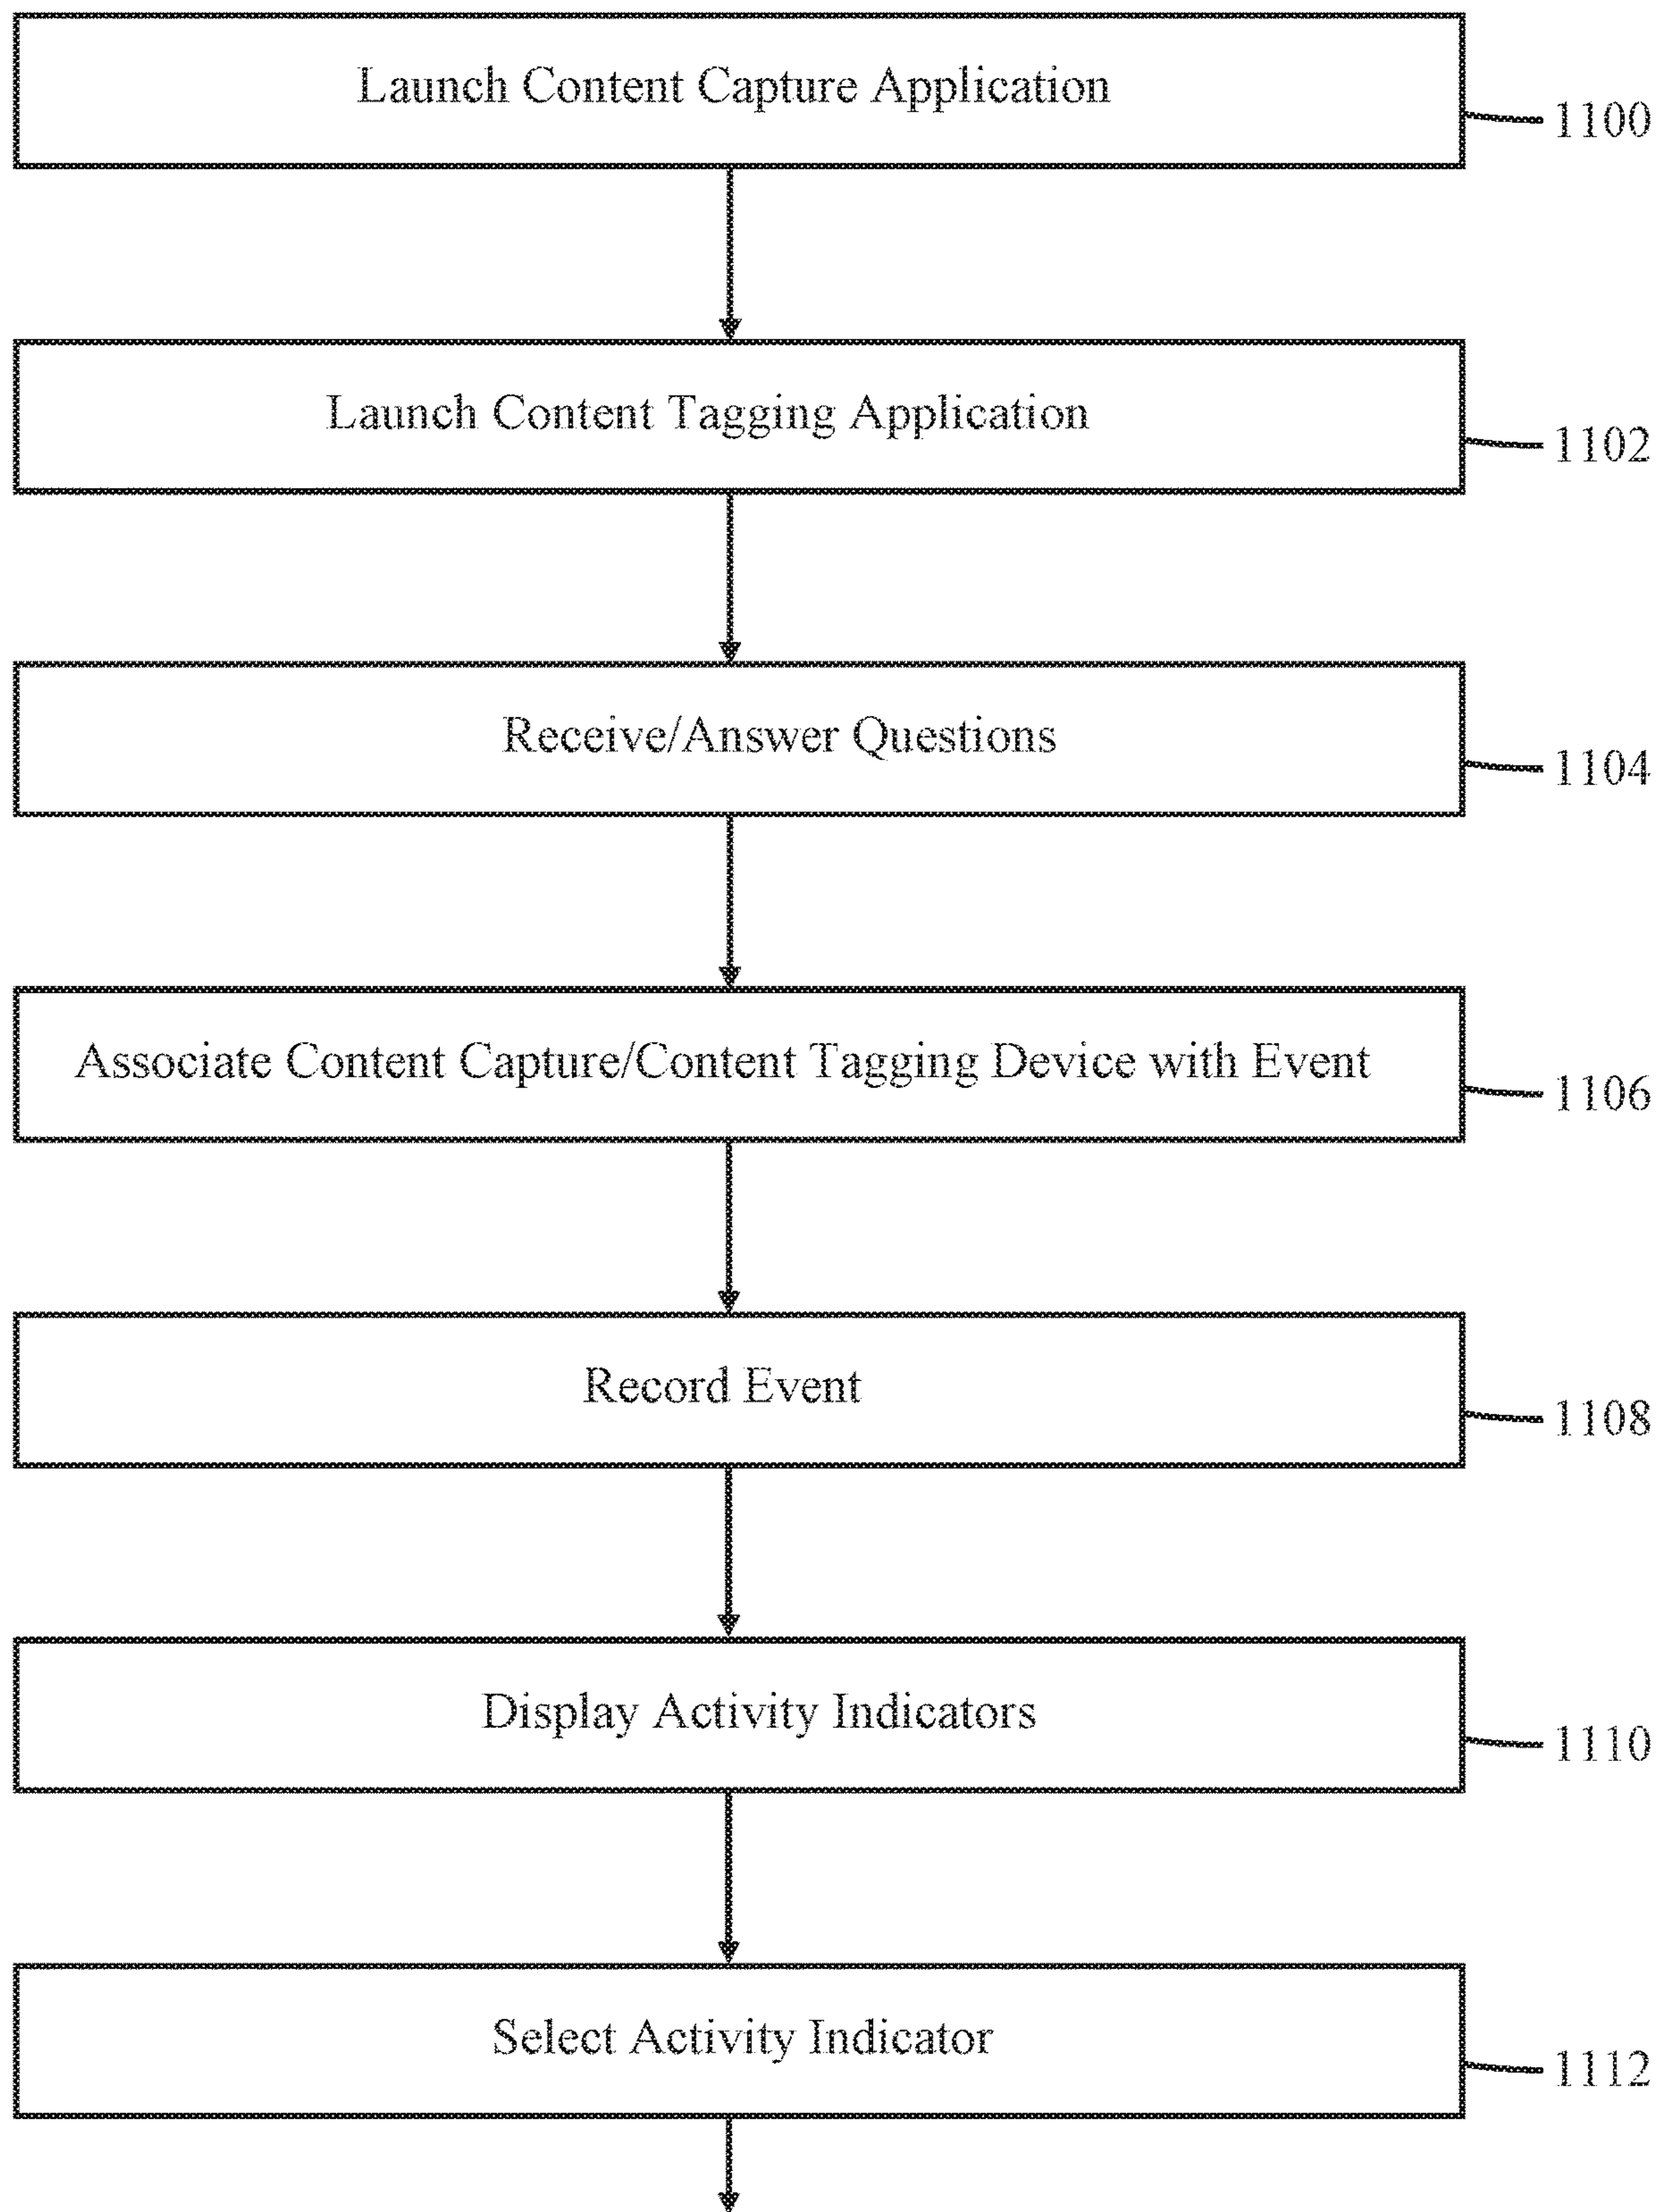 Launch Content Capture Application
1100
Launch Content Tagging Application
1102
Receive/Answer Questions
1104
Associate Content Capture/Content Tagging Device with Event
1106
Record Event
1108
Display Activity Indicators
1110
Select Activity Indicator
1112